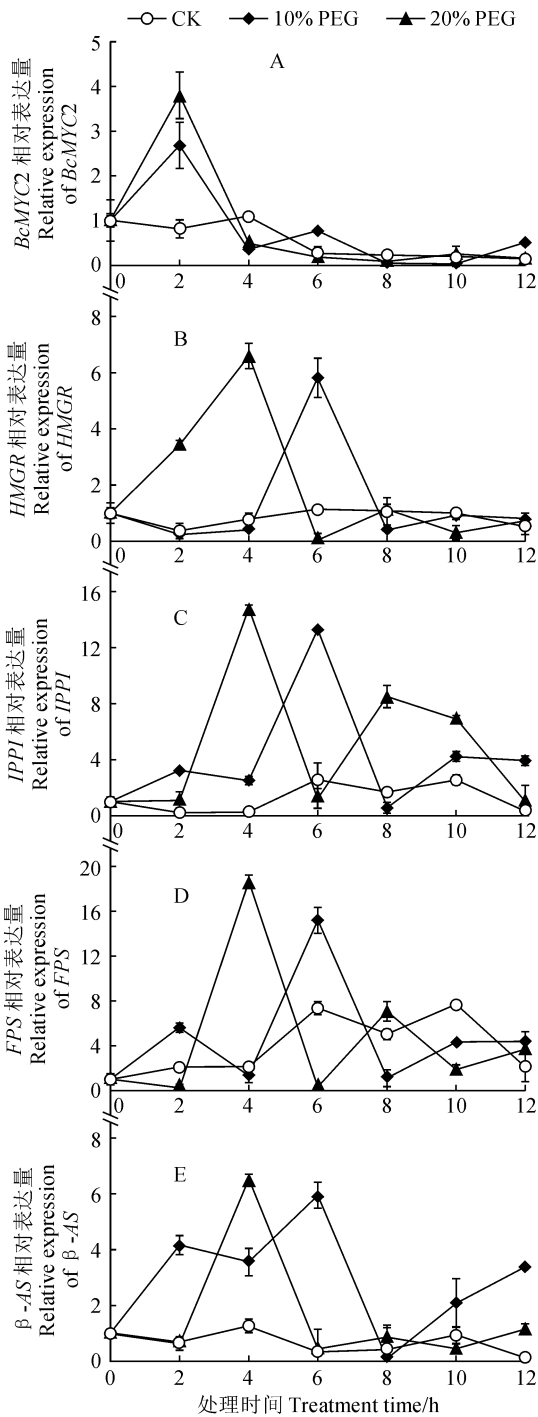 CK 10% PEG 20% PEG
A
BcMYC2 相对表达量
Relative expression
of BcMYC2
5
4
3
2
1
0
0 2 4 6 8 10 12
B
HMGR 相对表达量
Relative expression
of HMGR
8
6
4
2
0
0 2 4 6 8 10 12
C
IPPI 相对表达量
Relative expression
of IPPI
16
12
8
4
0
0 2 4 6 8 10 12
D
FPS 相对表达量
Relative expression
of FPS
20
16
12
8
4
0
0 2 4 6 8 10 12
E
β-AS 相对表达量
Relative expression
of β-AS
8
6
4
2
0
0 2 4 6 8 10 12
处理时间 Treatment time/h